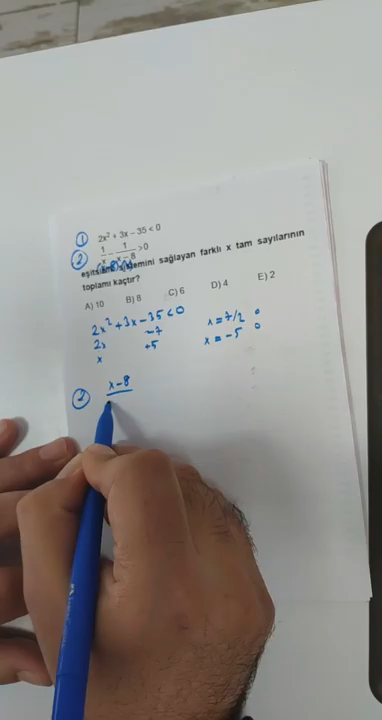 ① 2x² + 3x – 35 < 0
② 1/x – 1/x–8 > 0
eşitsizlik sistemini sağlayan farklı x tam sayılarının
toplamı kaçtır?
A) 10 B) 8 C) 6 D) 4 E) 2
2x² + 3x – 35 < 0
2x –7 x = 7/2
x +5 x = –5
② x – 8